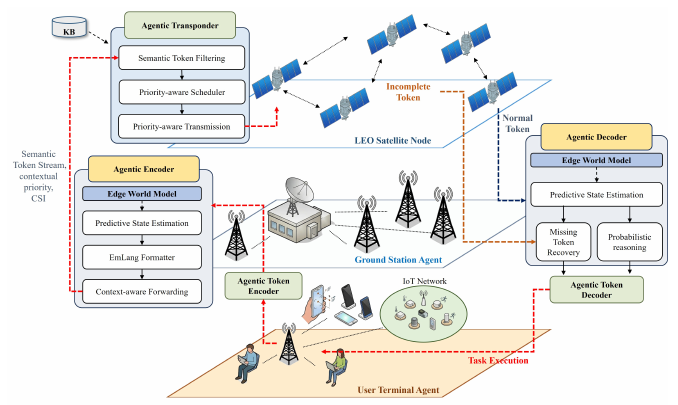 KB
Agentic Transponder
Semantic Token Filtering
Priority-aware Scheduler
Priority-aware Transmission
Incomplete
Token
LEO Satellite Node
Normal
Token
Semantic
Token Stream,
contextual
priority,
CSI
Agentic Encoder
Edge World Model
Predictive State Estimation
EmLang Formatter
Context-aware Forwarding
Ground Station Agent
Agentic Token
Encoder
Agentic Decoder
Edge World Model
Predictive State Estimation
Missing
Token
Recovery
Probabilistic
reasoning
Agentic Token
Decoder
IoT Network
Task Execution
User Terminal Agent